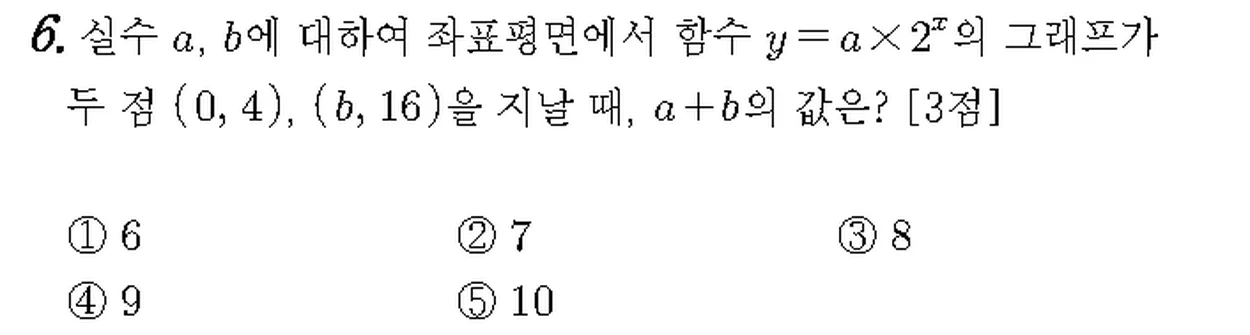 6. 실수 a, b에 대하여 좌표평면에서 함수 y=a×2ˣ의 그래프가
두 점 (0, 4), (b, 16)을 지날 때, a+b의 값은? [3점]
① 6 ② 7 ③ 8
④ 9 ⑤ 10